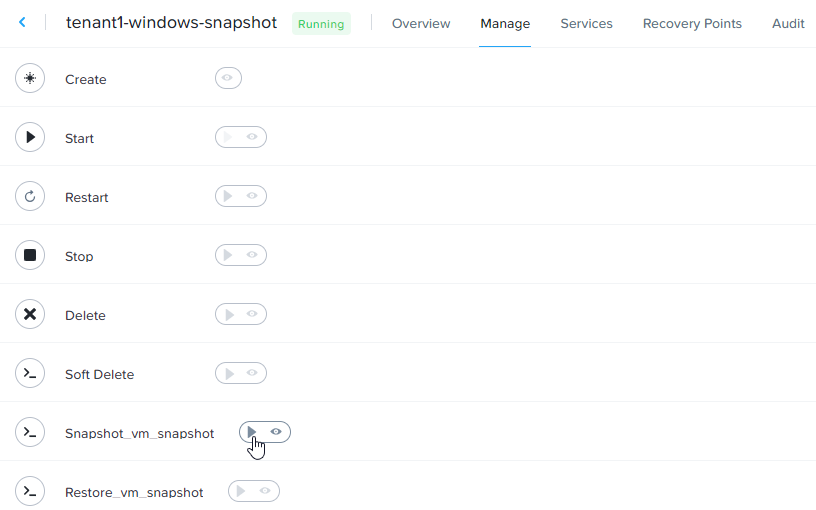 tenant1-windows-snapshot Running Overview Manage Services Recovery Points Audit
Create
Start
Restart
Stop
Delete
Soft Delete
Snapshot_vm_snapshot
Restore_vm_snapshot